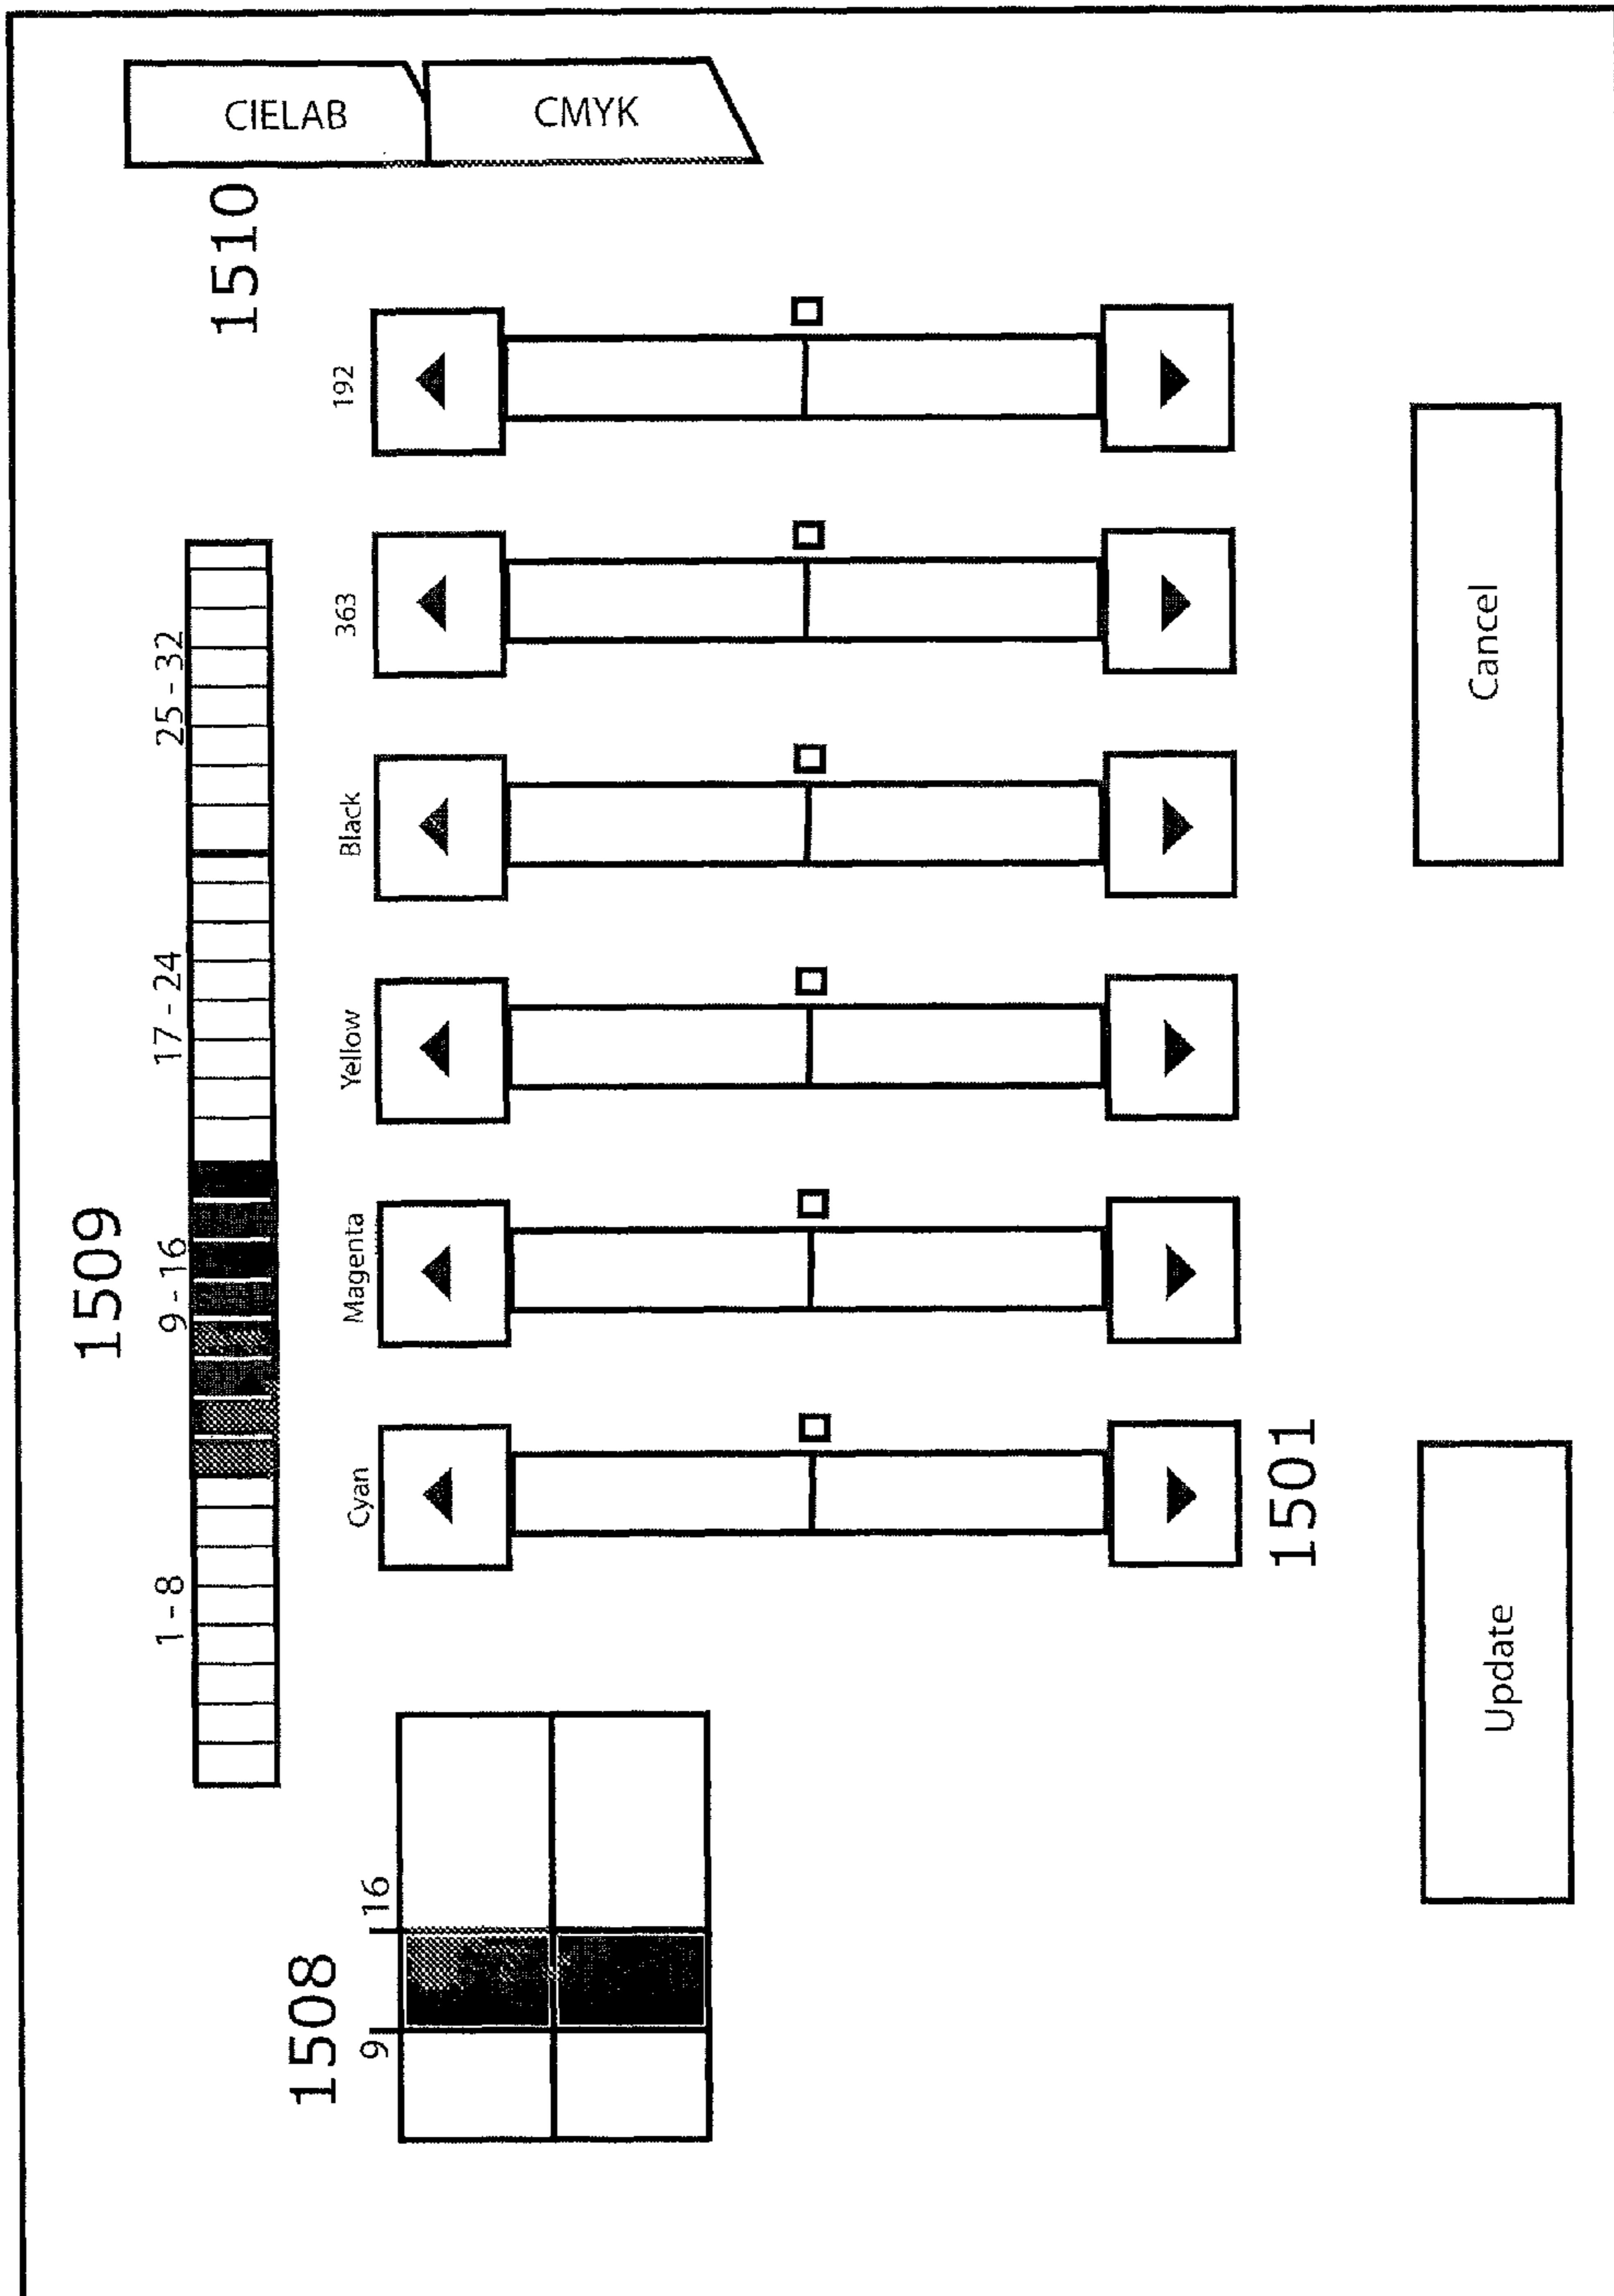 1509
1 - 8 9 - 16 17 - 24 25 - 32
1510
CIELAB
CMYK
1508
9 16
Cyan Magenta Yellow Black 363 192
1501
Update Cancel